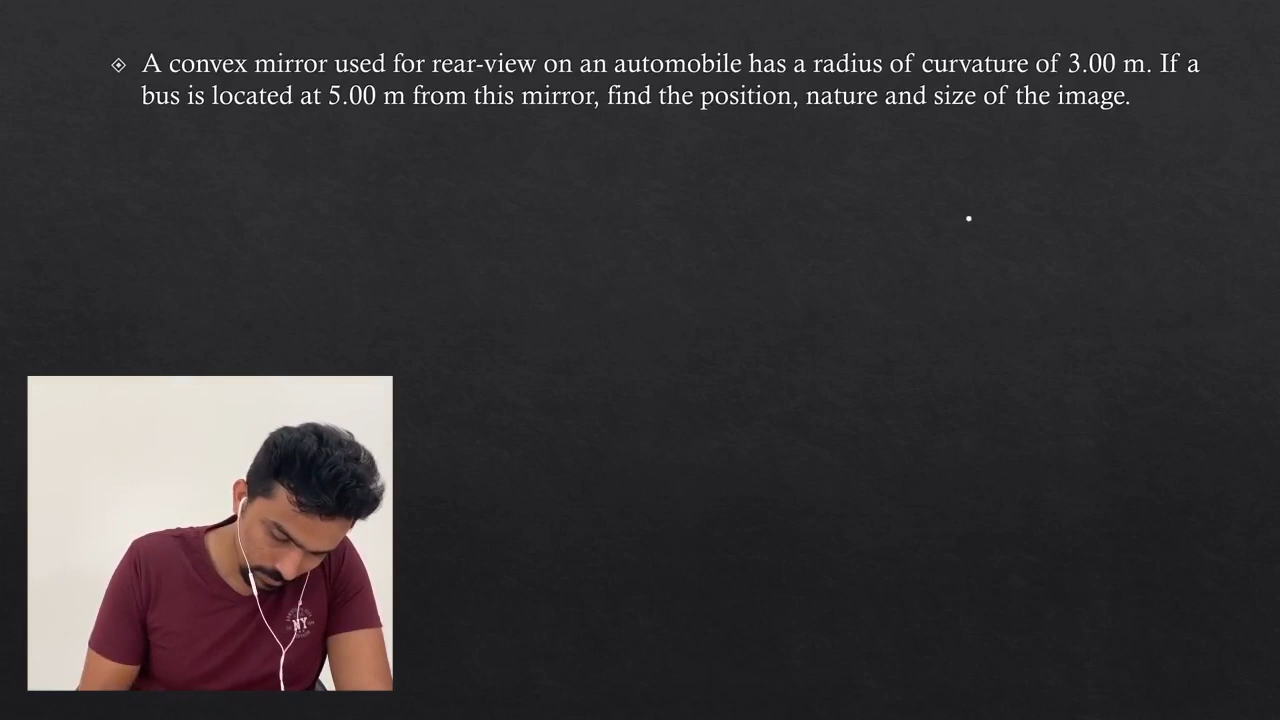 A convex mirror used for rear-view on an automobile has a radius of curvature of 3.00 m. If a
bus is located at 5.00 m from this mirror, find the position, nature and size of the image.
NY